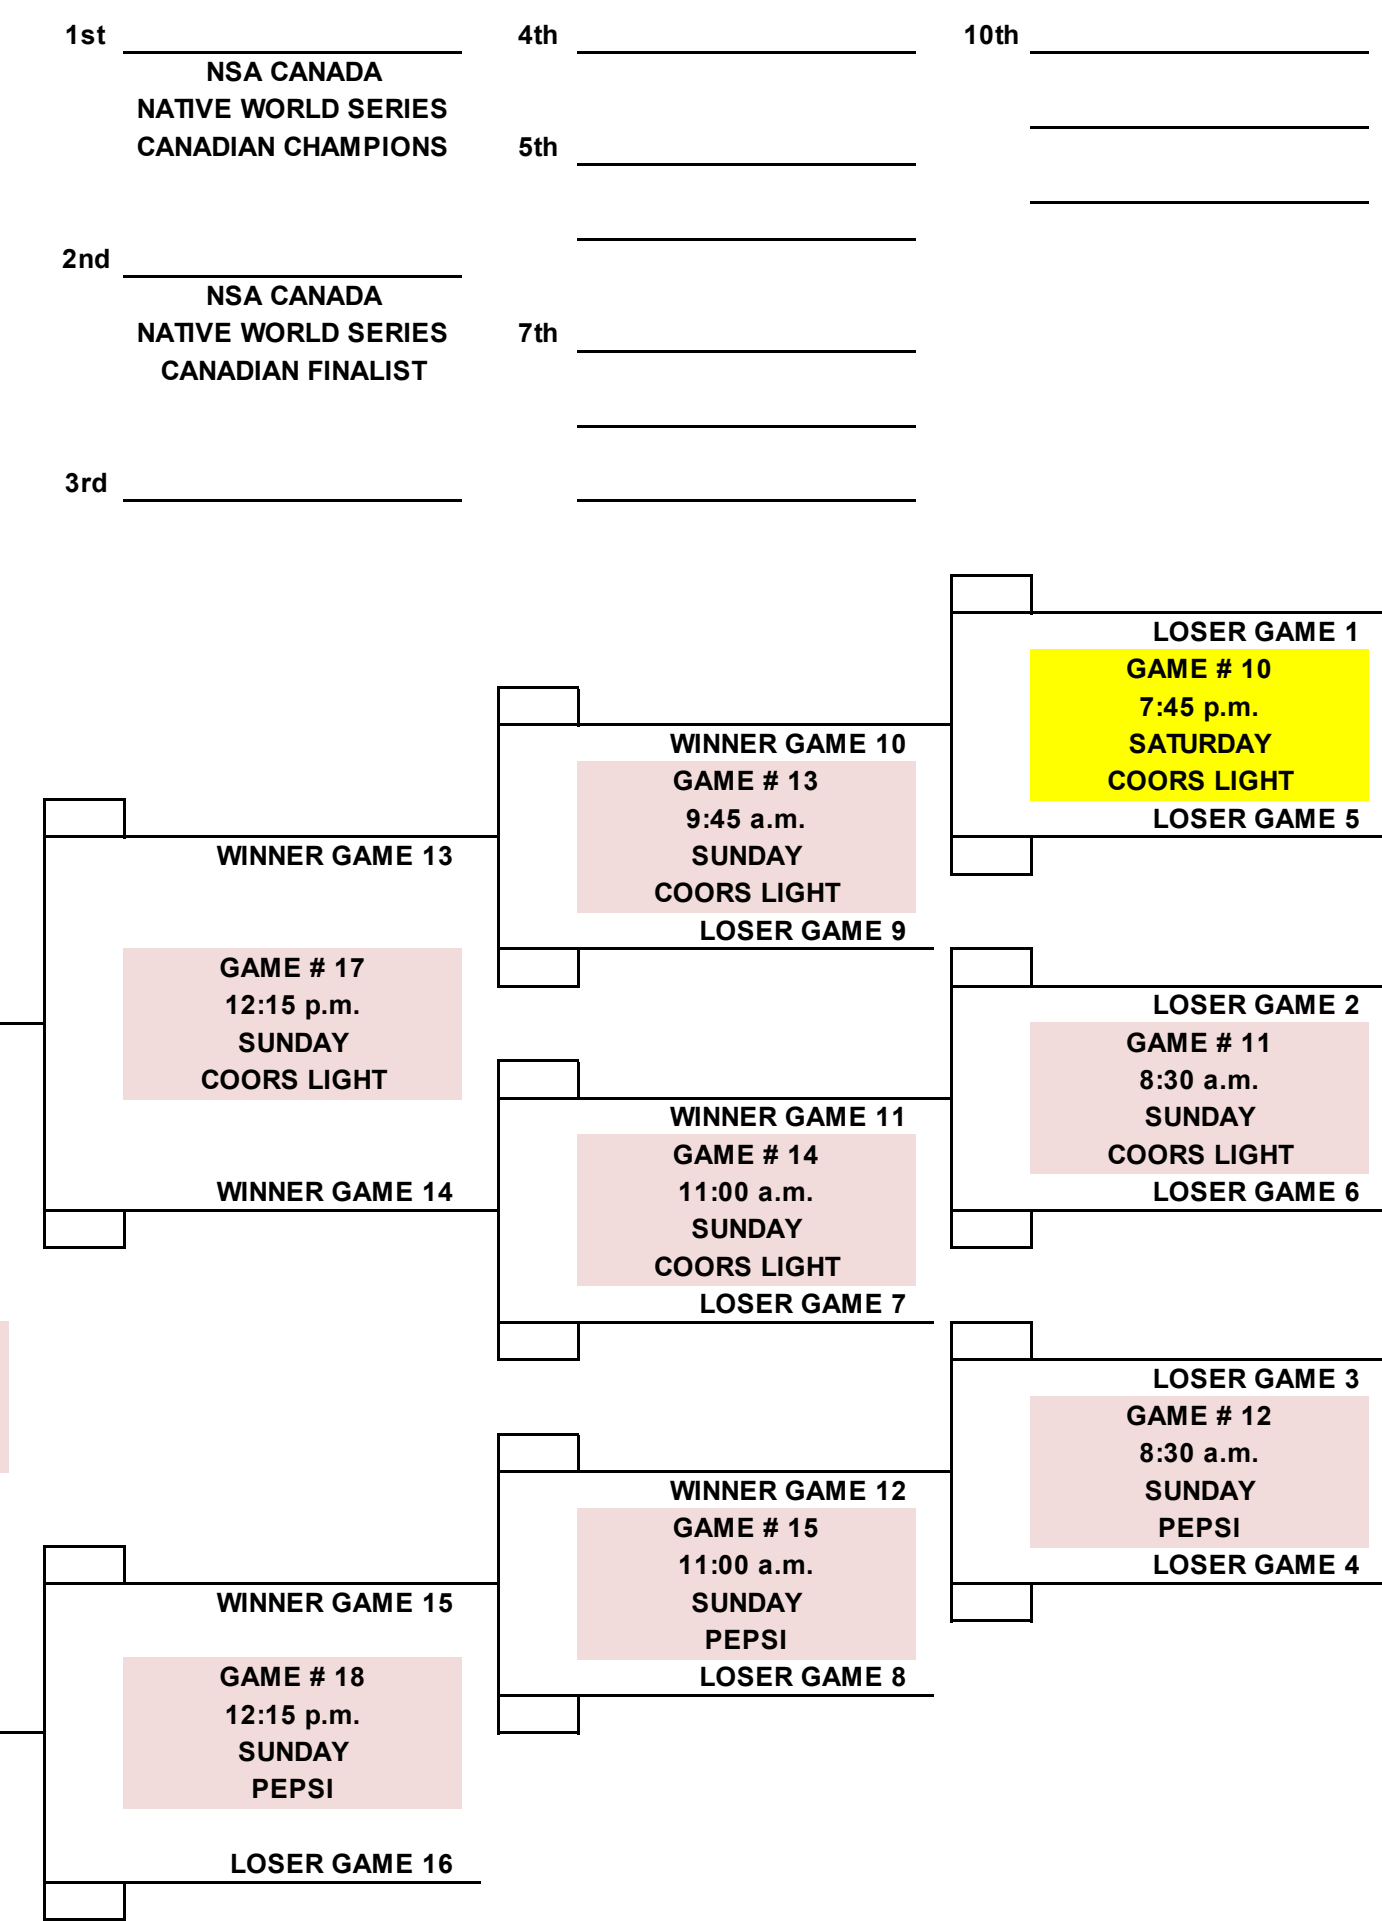 1st
NSA CANADA
NATIVE WORLD SERIES
CANADIAN CHAMPIONS
2nd
NSA CANADA
NATIVE WORLD SERIES
CANADIAN FINALIST
3rd
4th
5th
7th
10th
LOSER GAME 1
GAME # 10
7:45 p.m.
SATURDAY
COORS LIGHT
LOSER GAME 5
WINNER GAME 10
GAME # 13
9:45 a.m.
SUNDAY
COORS LIGHT
LOSER GAME 9
WINNER GAME 13
GAME # 17
12:15 p.m.
SUNDAY
COORS LIGHT
WINNER GAME 14
LOSER GAME 2
GAME # 11
8:30 a.m.
SUNDAY
COORS LIGHT
LOSER GAME 6
WINNER GAME 11
GAME # 14
11:00 a.m.
SUNDAY
COORS LIGHT
LOSER GAME 7
LOSER GAME 3
GAME # 12
8:30 a.m.
SUNDAY
PEPSI
LOSER GAME 4
WINNER GAME 12
GAME # 15
11:00 a.m.
SUNDAY
PEPSI
LOSER GAME 8
WINNER GAME 15
GAME # 18
12:15 p.m.
SUNDAY
PEPSI
LOSER GAME 16